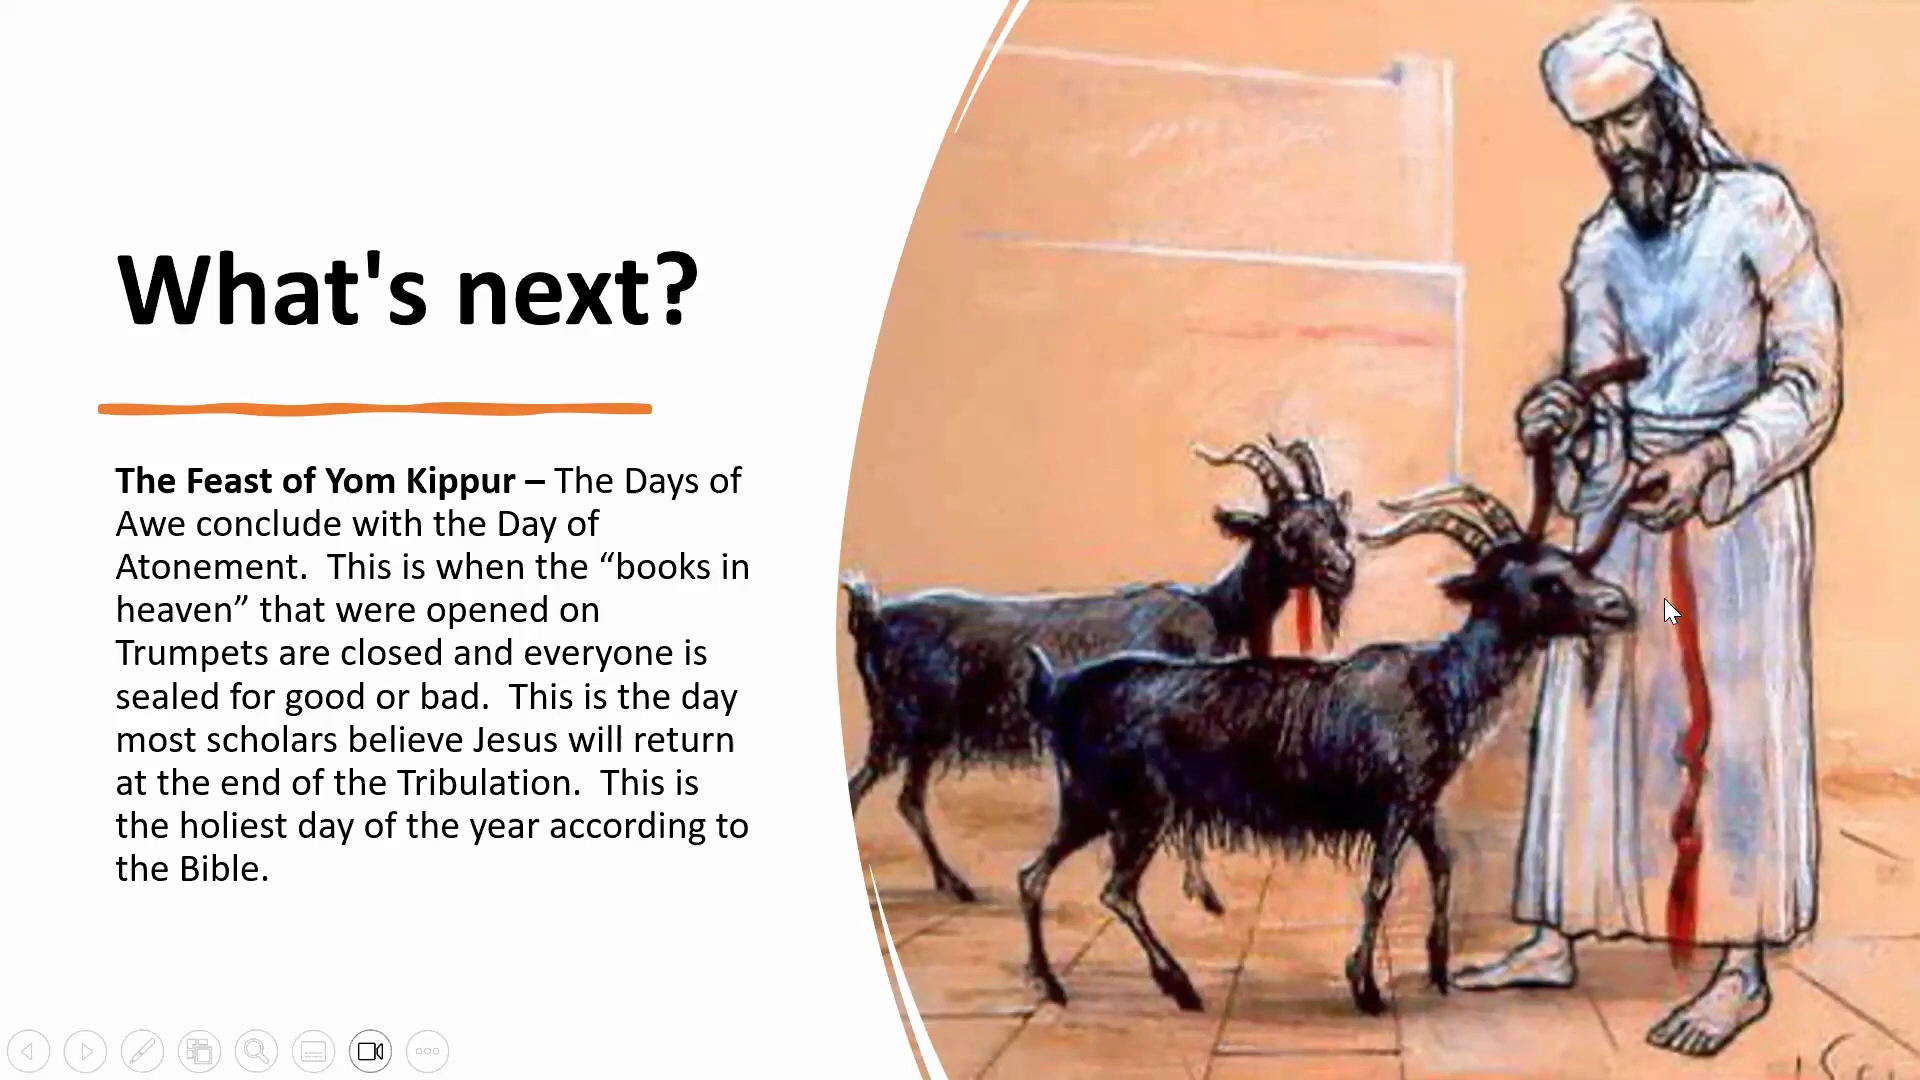 What's next?
The Feast of Yom Kippur – The Days of
Awe conclude with the Day of
Atonement.  This is when the “books in
heaven” that were opened on
Trumpets are closed and everyone is
sealed for good or bad.  This is the day
most scholars believe Jesus will return
at the end of the Tribulation.  This is
the holiest day of the year according to
the Bible.